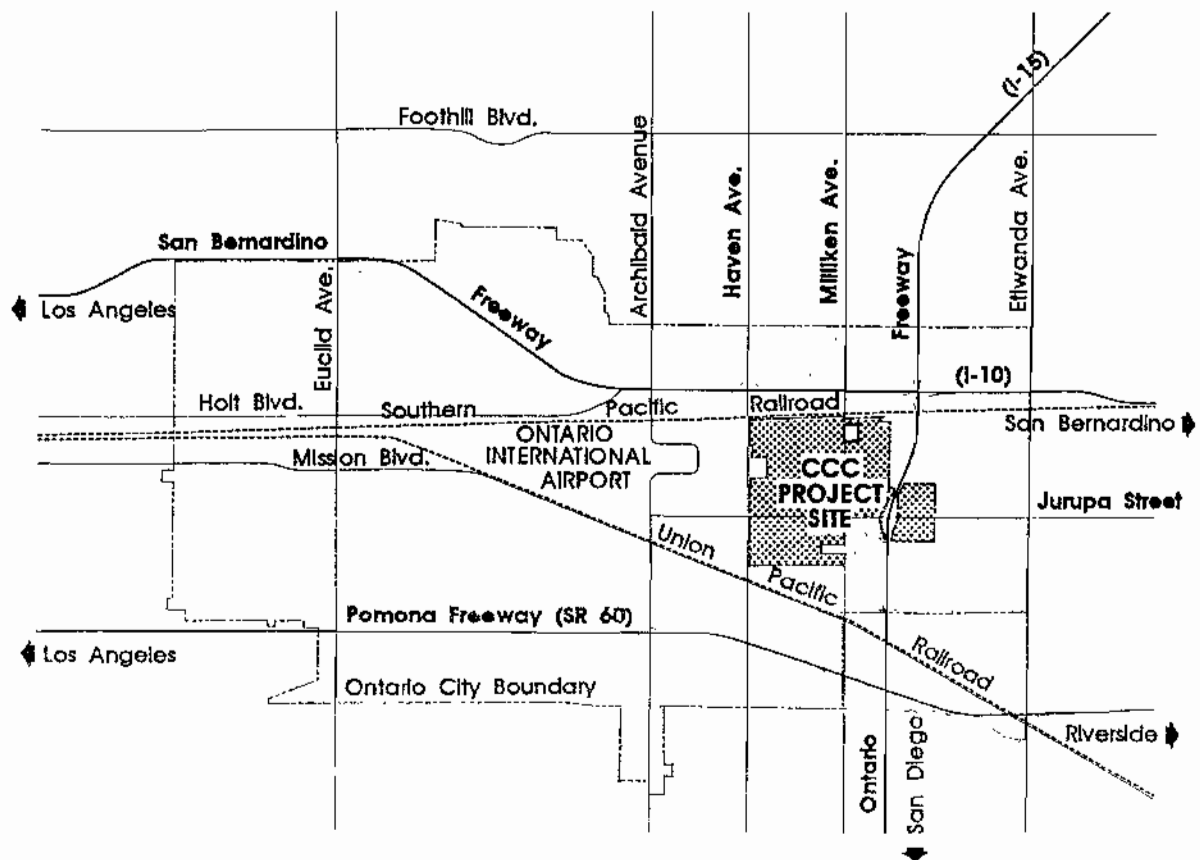 (I-15)
Foothill Blvd.
Archibald Avenue
Haven Ave.
Milliken Ave.
Etiwanda Ave.
San Bernardino
Freeway
Los Angeles
Euclid Ave.
Freeway
(I-10)
Holt Blvd.
Southern Pacific Railroad
San Bernardino
ONTARIO
INTERNATIONAL
AIRPORT
Mission Blvd.
CCC
PROJECT
SITE
Jurupa Street
Union Pacific Railroad
Pomona Freeway (SR 60)
Los Angeles
Ontario City Boundary
Riverside
Ontario
San Diego